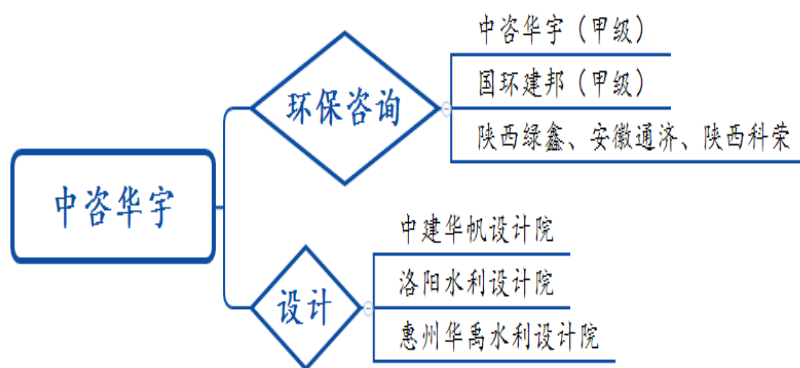 中咨华宇
环保咨询
中咨华宇（甲级）
国环建邦（甲级）
陕西绿鑫、安徽通济、陕西科荣
设计
中建华帆设计院
洛阳水利设计院
惠州华禹水利设计院